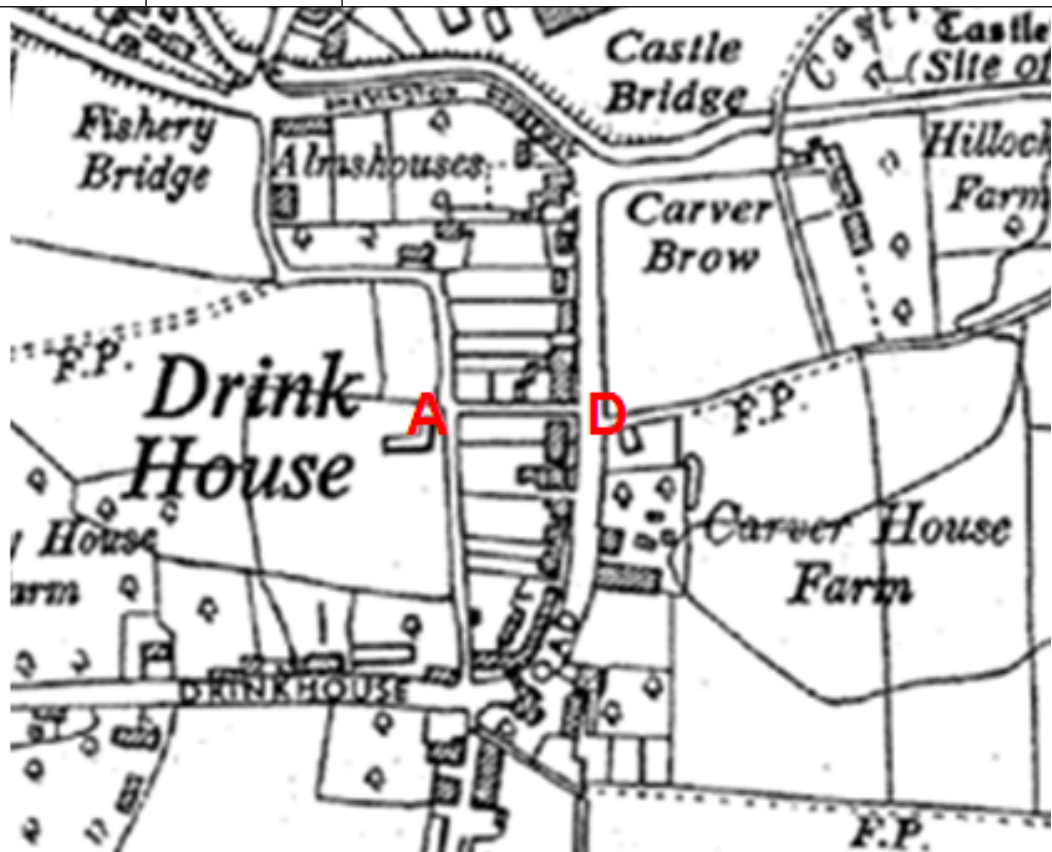 Castle
Bridge
Castle
(Site of
Fishery
Bridge
Almshouses
Hillock
Farm
Carver
Brow
F.P.
Drink
House
A
D
F.P.
y House
arm
Carver House
Farm
ROAD
DRINKHOUSE
F.P.